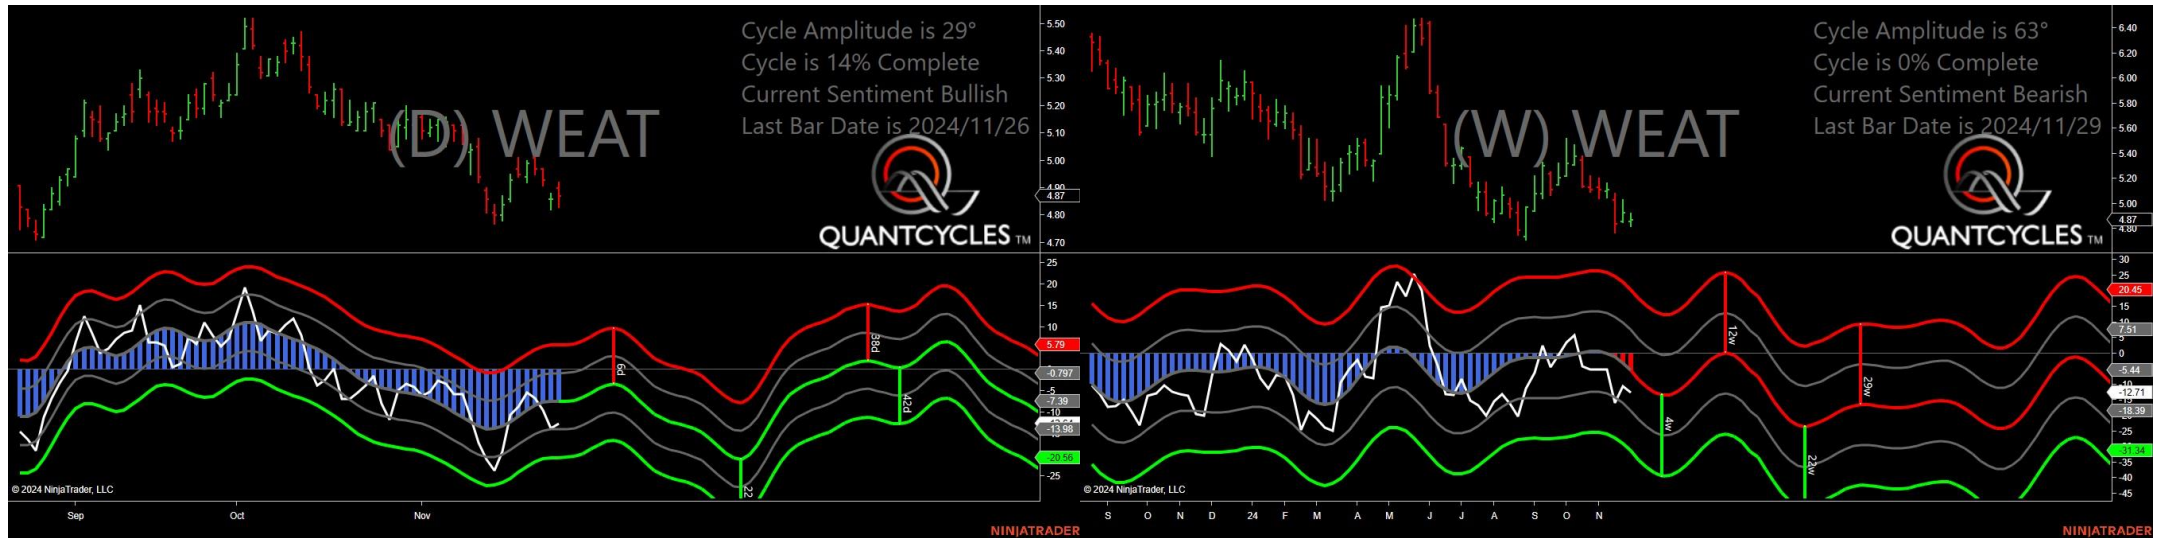 Cycle Amplitude is 29°
Cycle is 14% Complete
Current Sentiment Bullish
Last Bar Date is 2024/11/26
(D) WEAT
QUANTCYCLES TM
5.50
5.40
5.30
5.20
5.10
5.00
4.90
4.87
4.80
4.70
25
20
15
10
5.79
-0.797
-5
-7.39
-10
-13.98
-20.56
-25
6d
22
38d
42d
© 2024 NinjaTrader, LLC
Sep Oct Nov
NINJATRADER
Cycle Amplitude is 63°
Cycle is 0% Complete
Current Sentiment Bearish
Last Bar Date is 2024/11/29
(W) WEAT
QUANTCYCLES TM
6.40
6.20
6.00
5.80
5.60
5.40
5.20
5.00
4.87
4.80
30
25
20.45
15
10
7.51
5
0
-5.44
-10
-12.71
-15
-18.39
-25
-31.34
-35
-40
-45
12w
4w
29w
22w
© 2024 NinjaTrader, LLC
S O N D 24 F M A M J J A S O N
NINJATRADER